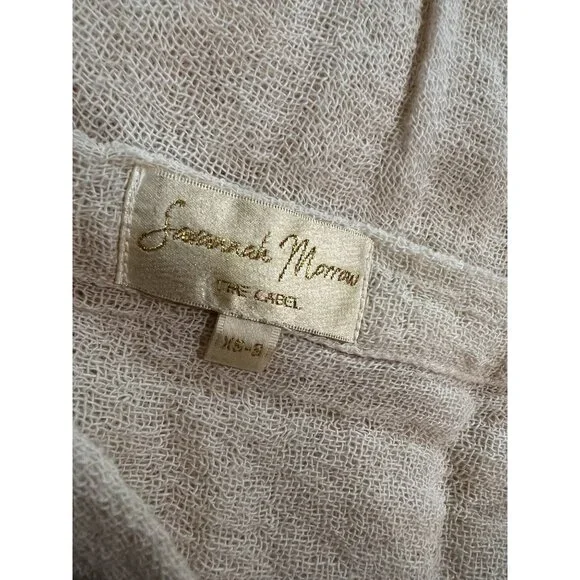 Savannah Morrow
THE LABEL
XS-S